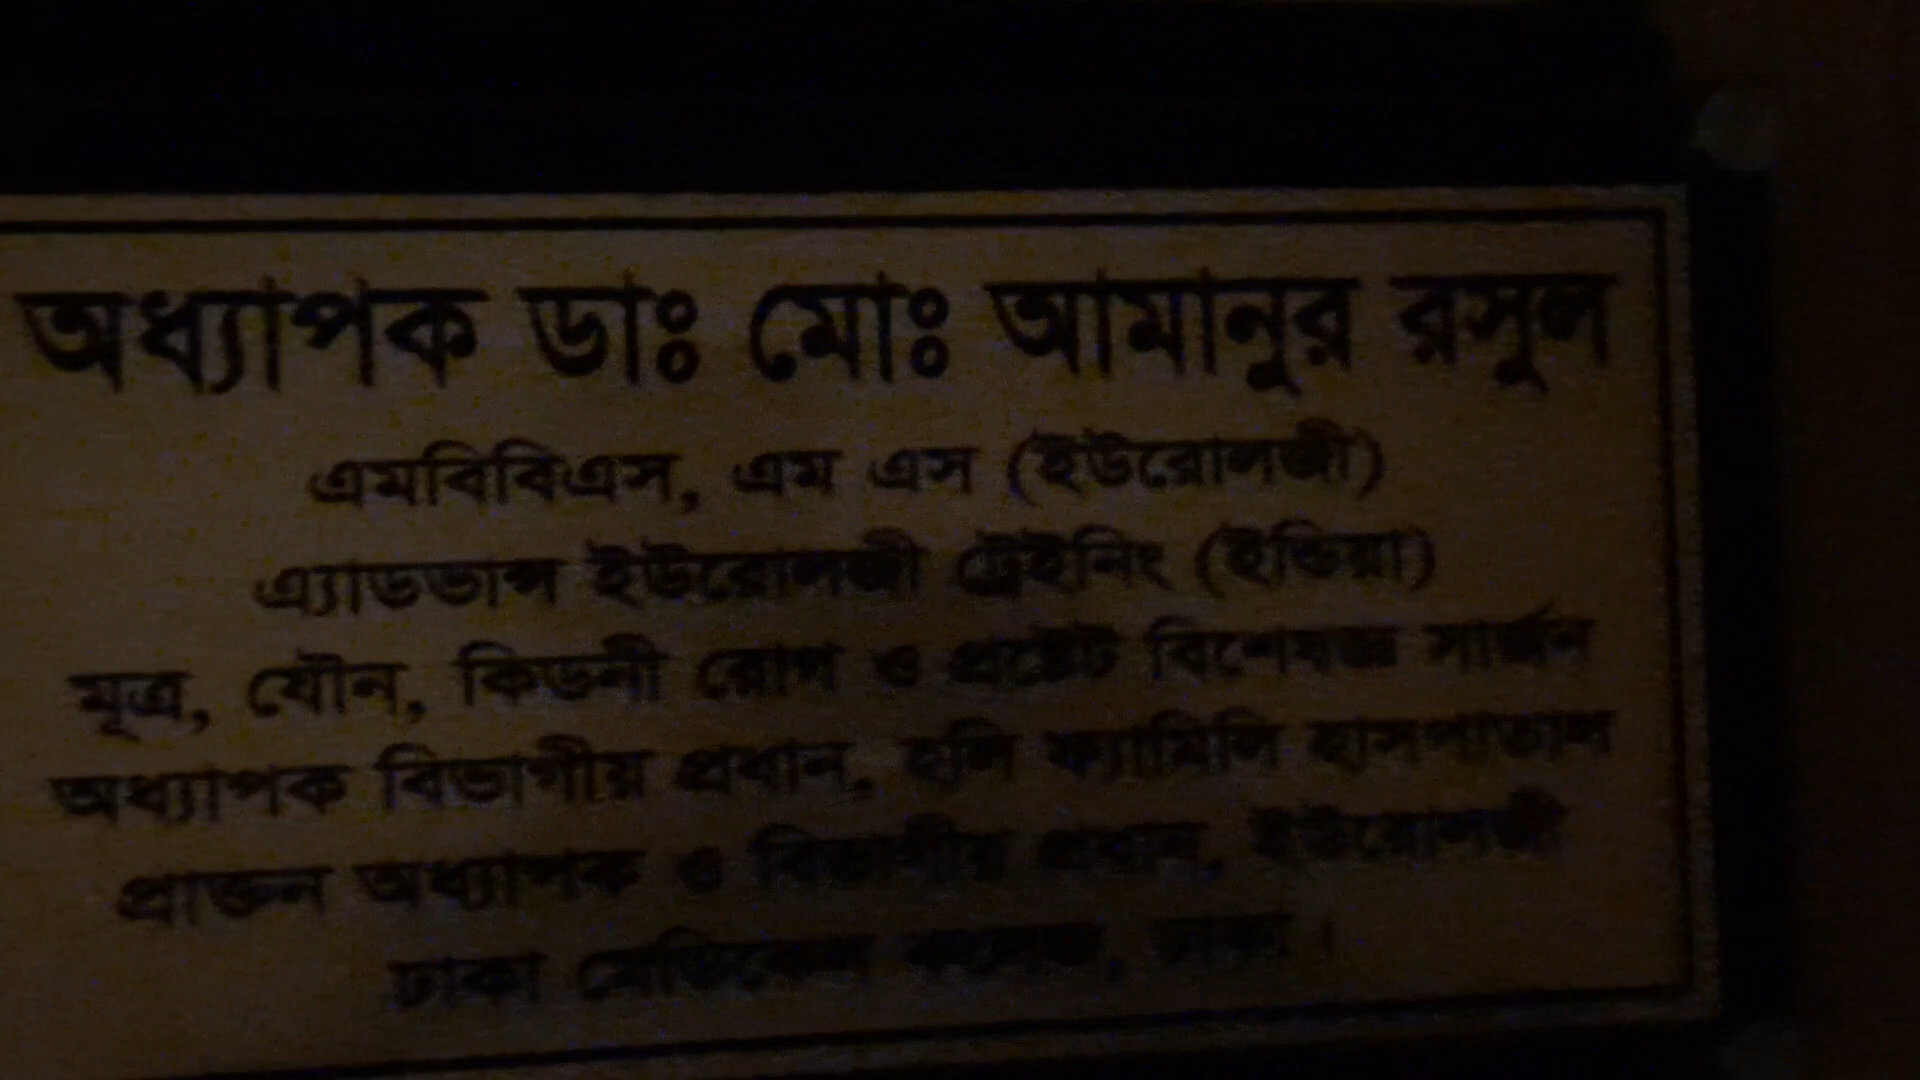 অধ্যাপক ডাঃ মোঃ আমানুর রসুল
এমবিবিএস, এম এস (ইউরোলজী)
এ্যাডভান্স ইউরোলজী ট্রেইনিং (ইন্ডিয়া)
মূত্র, যৌন, কিডনী রোগ ও প্রষ্টেট বিশেষজ্ঞ সার্জন
অধ্যাপক বিভাগীয় প্রধান, হলি ফ্যামিলি হাসপাতাল
প্রাক্তন অধ্যাপক ও বিভাগীয় প্রধান, ইউরোলজী
ঢাকা মেডিকেল কলেজ, ঢাকা।